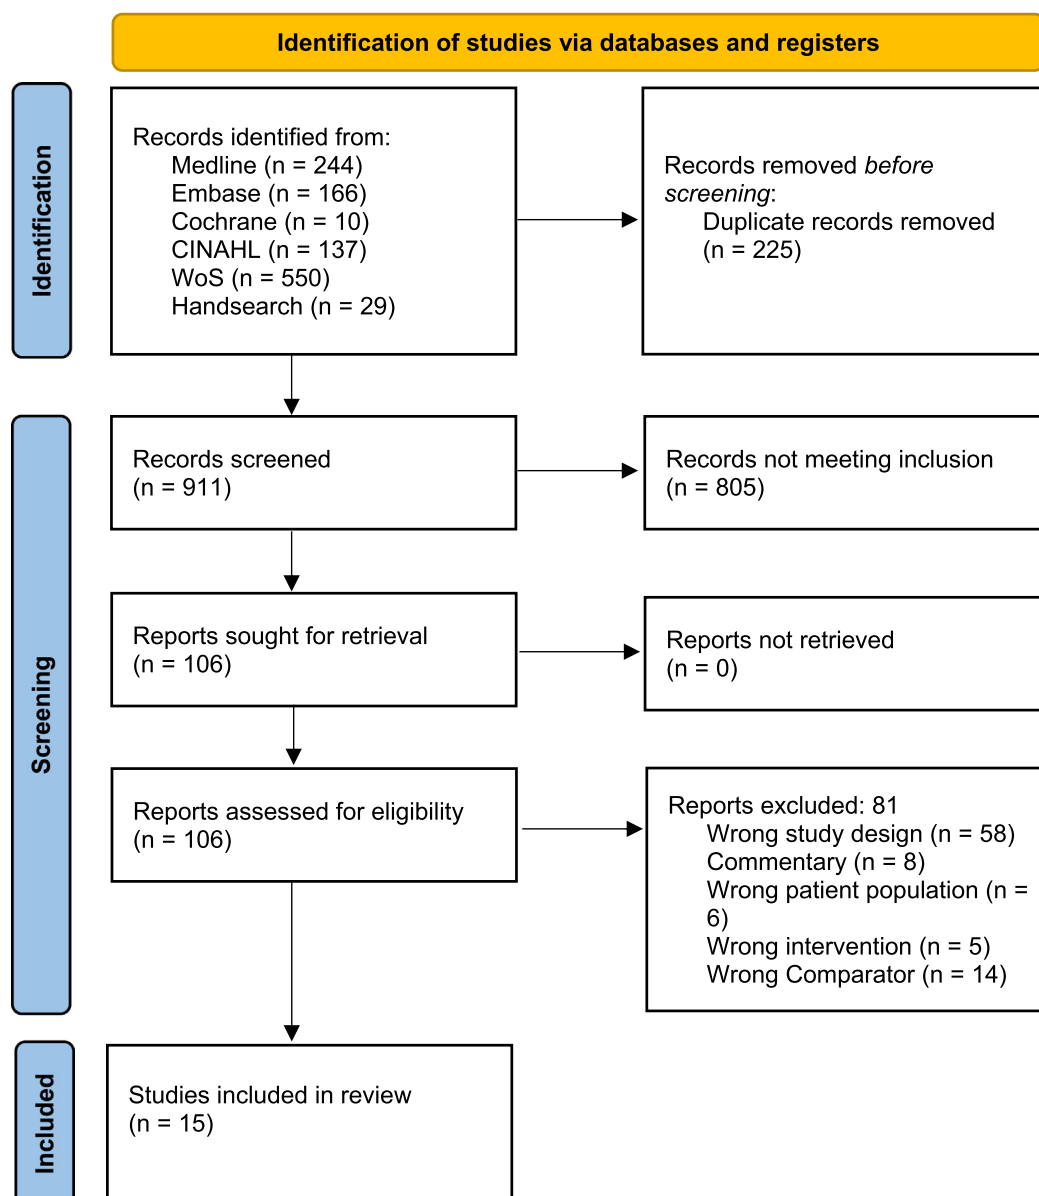 Identification of studies via databases and registers
Identification
Records identified from:
Medline (n = 244)
Embase (n = 166)
Cochrane (n = 10)
CINAHL (n = 137)
WoS (n = 550)
Handsearch (n = 29)
Records removed before
screening:
Duplicate records removed
(n = 225)
Screening
Records screened
(n = 911)
Records not meeting inclusion
(n = 805)
Reports sought for retrieval
(n = 106)
Reports not retrieved
(n = 0)
Reports assessed for eligibility
(n = 106)
Reports excluded: 81
Wrong study design (n = 58)
Commentary (n = 8)
Wrong patient population (n =
6)
Wrong intervention (n = 5)
Wrong Comparator (n = 14)
Included
Studies included in review
(n = 15)